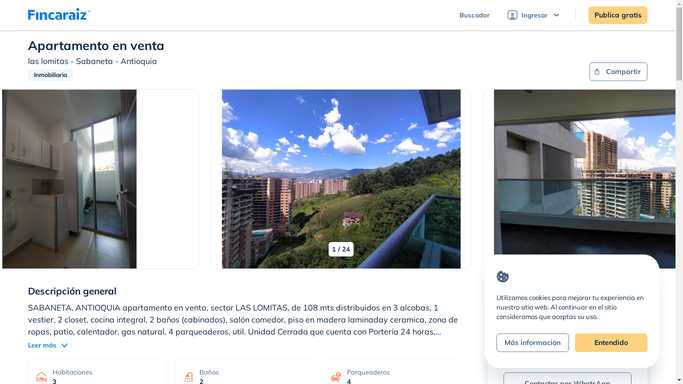 Fincaraiz
Buscador
Ingresar
Publica gratis
Apartamento en venta
las lomitas - Sabaneta - Antioquia
Inmobiliaria
Compartir
1 / 24
Descripción general
SABANETA, ANTIOQUIA apartamento en venta, sector LAS LOMITAS, de 108 mts distribuidos en 3 alcobas, 1
vestier, 2 closet, cocina integral, 2 baños (cabinados), salón comedor, piso en madera laminaday ceramica, zona de
ropas, patio, calentador, gas natural, 4 parqueaderos, util. Unidad Cerrada que cuenta con Portería 24 horas,...
Leer más
Habitaciones
3
Baños
2
Parqueaderos
4
Utilizamos cookies para mejorar tu experiencia en
nuestro sitio web. Al continuar en el sitio
consideramos que aceptas su uso.
Más información
Entendido
Contactar por WhatsApp